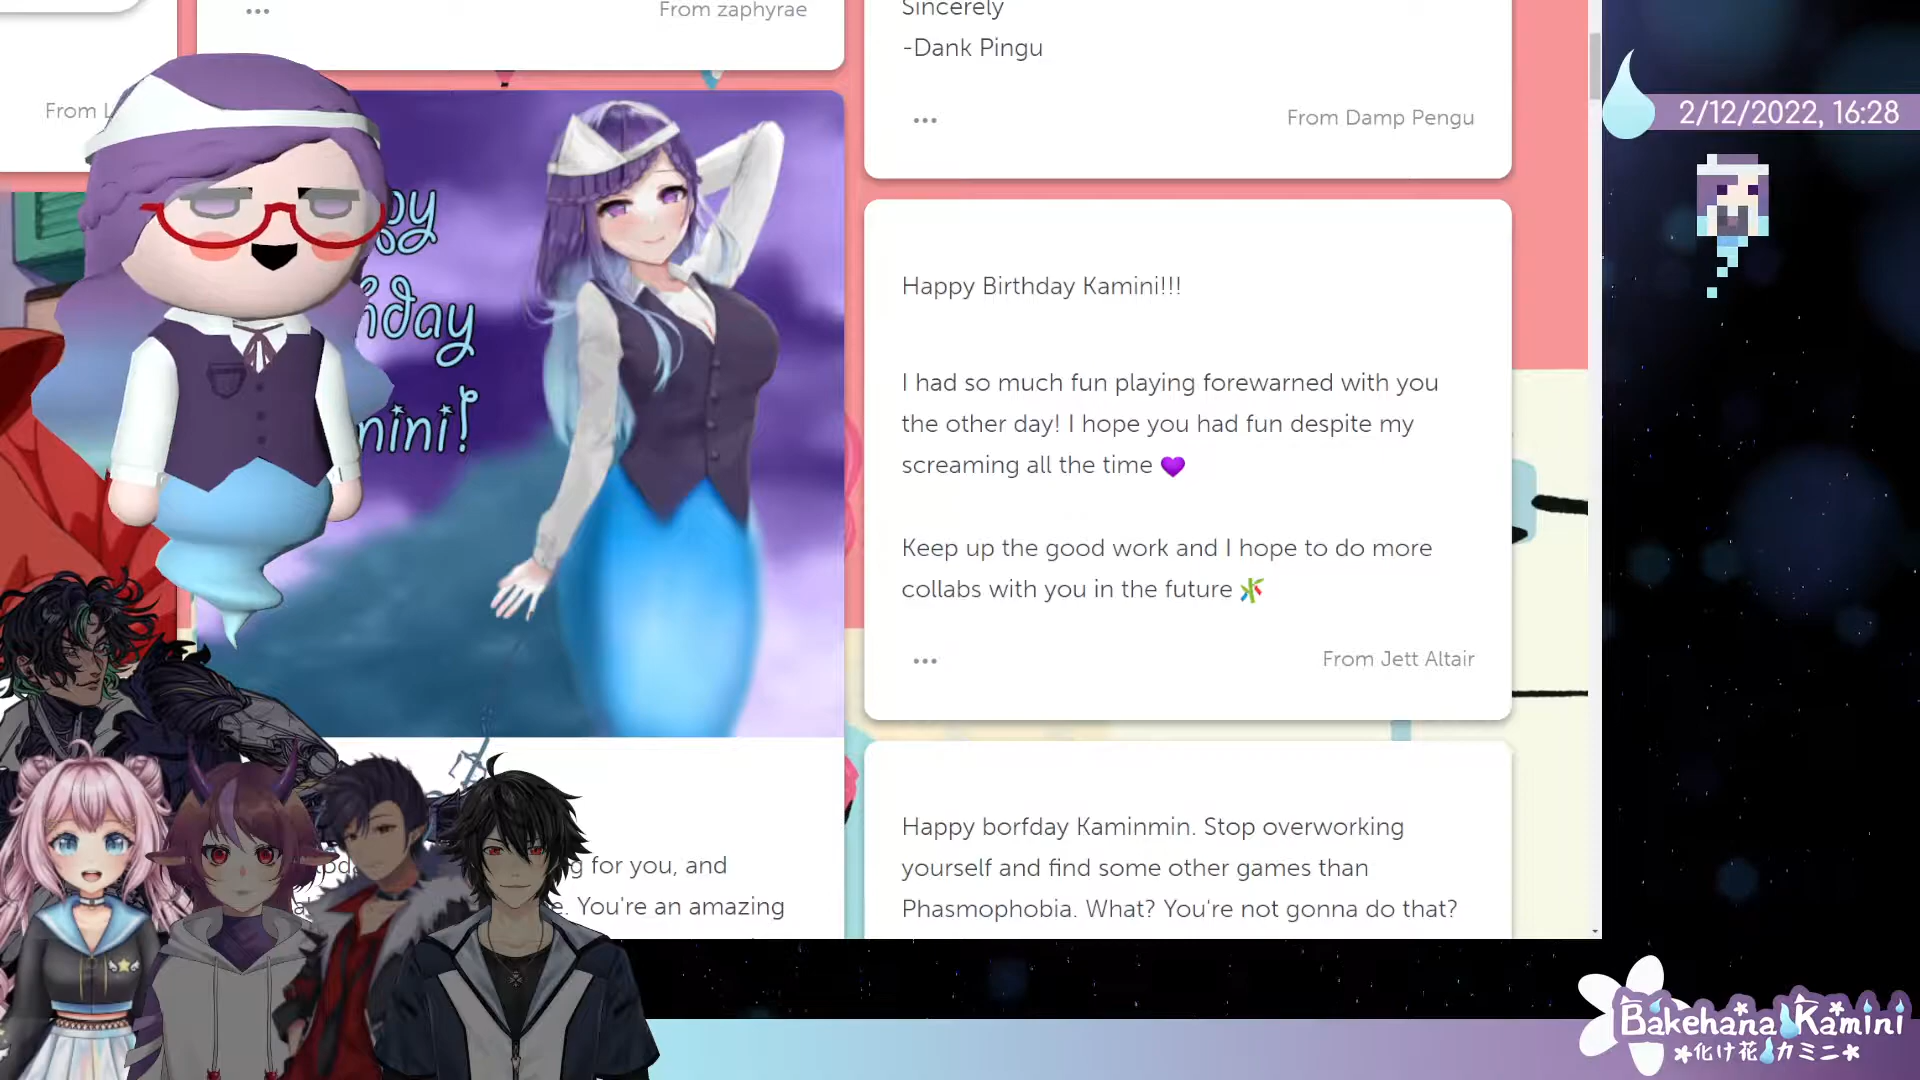 From zaphyrae
Sincerely
-Dank Pingu
From Damp Pengu
2/12/2022, 16:28
From L
Happy Birthday Kamini!!!
I had so much fun playing forewarned with you
the other day! I hope you had fun despite my
screaming all the time 💜
Keep up the good work and I hope to do more
collabs with you in the future 🎋
From Jett Altair
g for you, and
You're an amazing
Happy borfday Kaminmin. Stop overworking
yourself and find some other games than
Phasmophobia. What? You're not gonna do that?
Bakehana Kamini
化け花カミニ